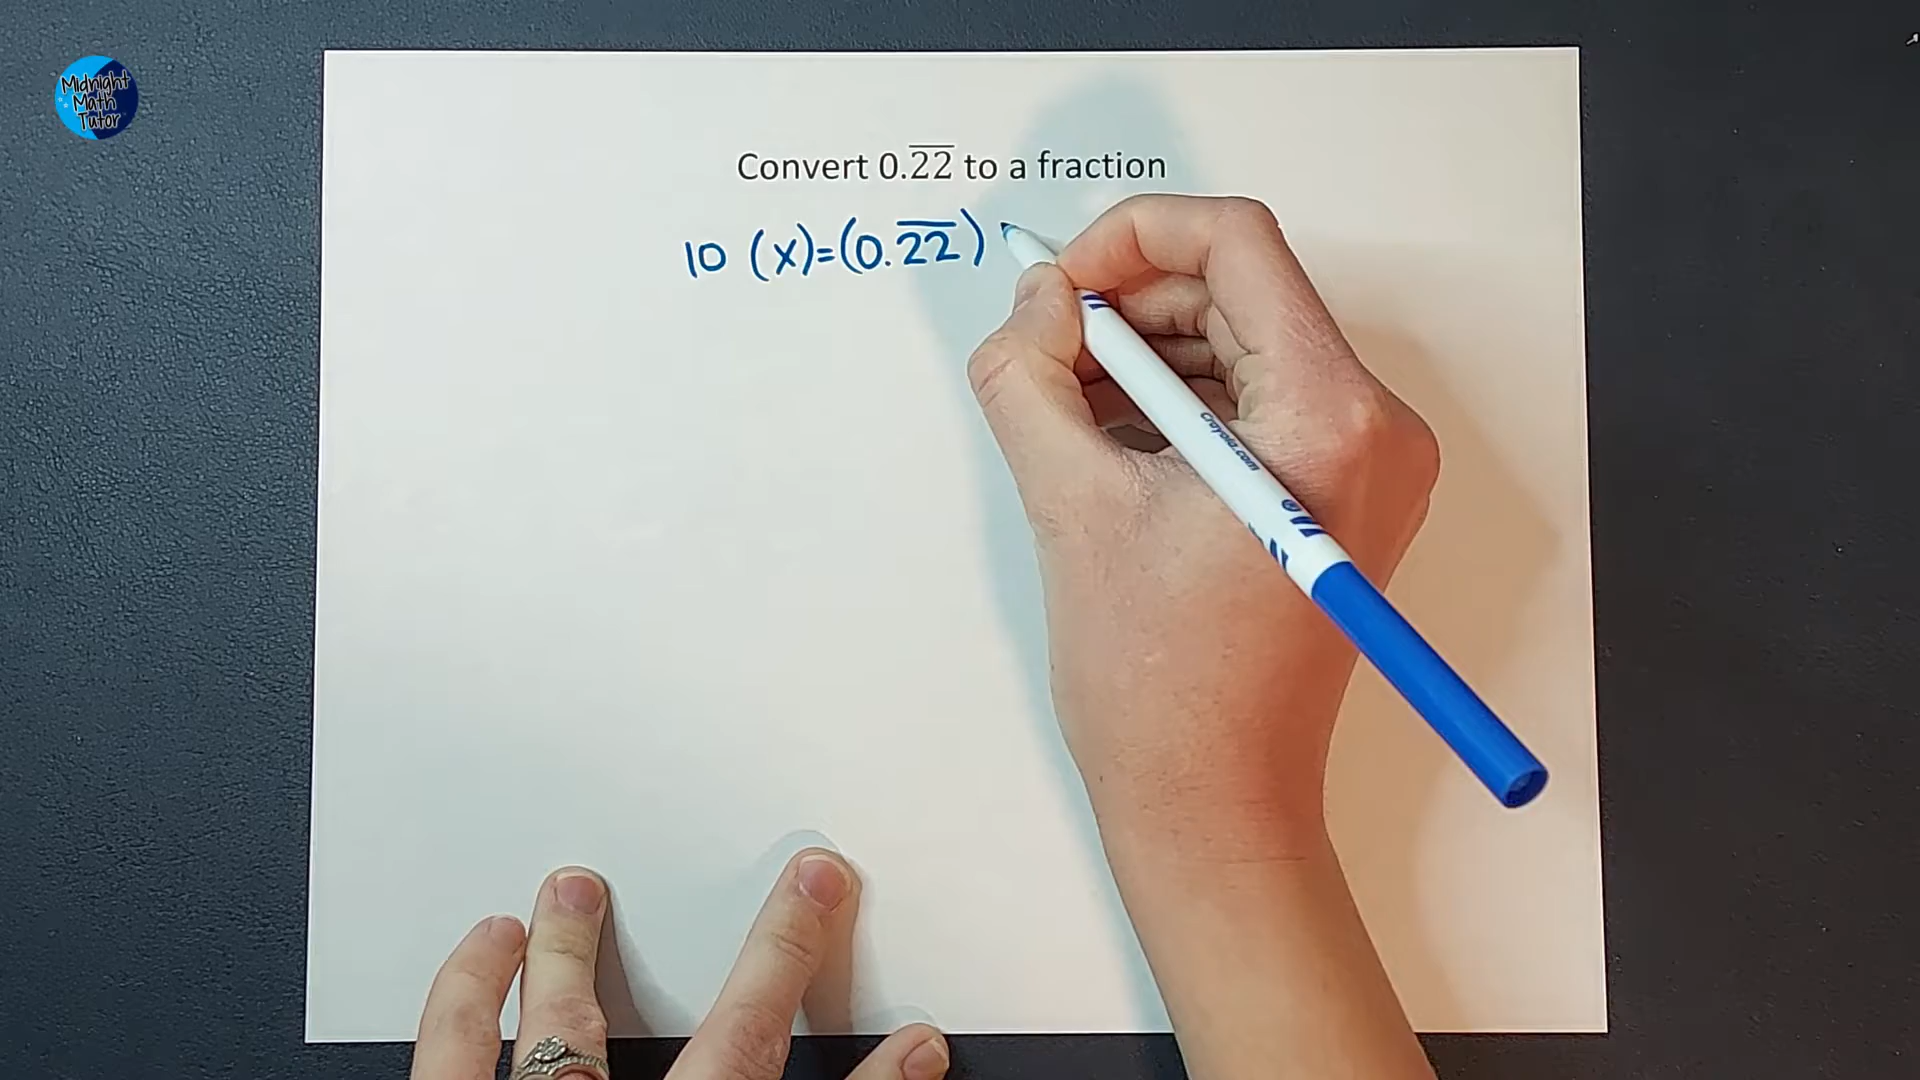 Midnight
Math
Tutor
Convert 0.2̅2̅ to a fraction
10 (x)=(0.2̅2̅)
Crayola.com